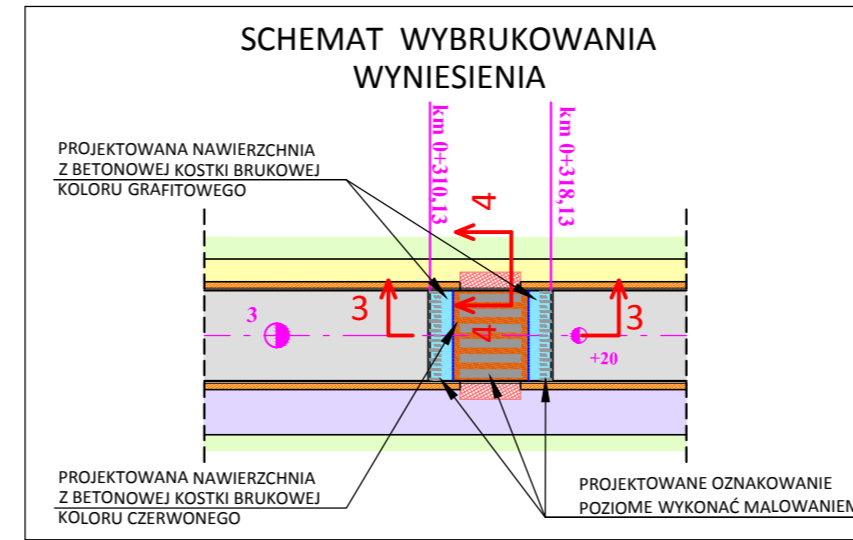 SCHEMAT WYBRUKOWANIA
WYNIESIENIA
PROJEKTOWANA NAWIERZCHNIA
Z BETONOWEJ KOSTKI BRUKOWEJ
KOLORU GRAFITOWEGO
km 0+310,13
km 0+318,13
4
3
3
4
3
+20
PROJEKTOWANA NAWIERZCHNIA
Z BETONOWEJ KOSTKI BRUKOWEJ
KOLORU CZERWONEGO
PROJEKTOWANE OZNAKOWANIE
POZIOME WYKONAĆ MALOWANIEM